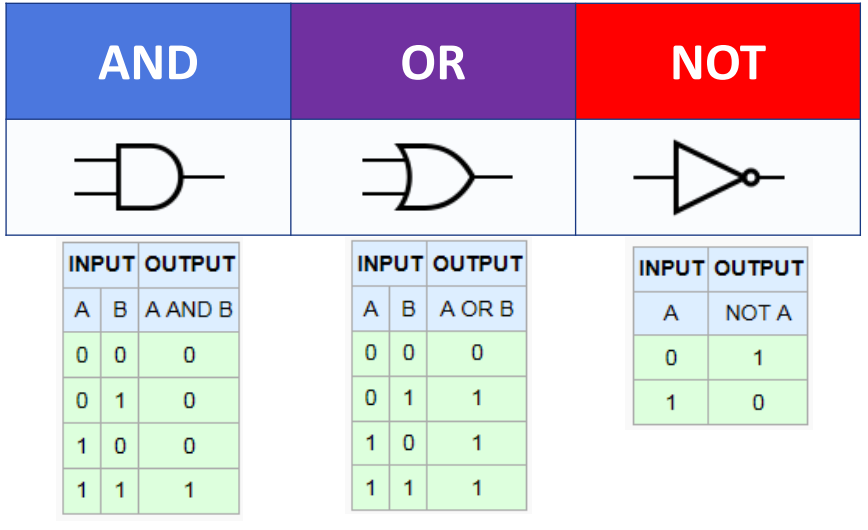 AND OR NOT
INPUT OUTPUT
A B A AND B
0 0 0
0 1 0
1 0 0
1 1 1
INPUT OUTPUT
A B A OR B
0 0 0
0 1 1
1 0 1
1 1 1
INPUT OUTPUT
A NOT A
0 1
1 0